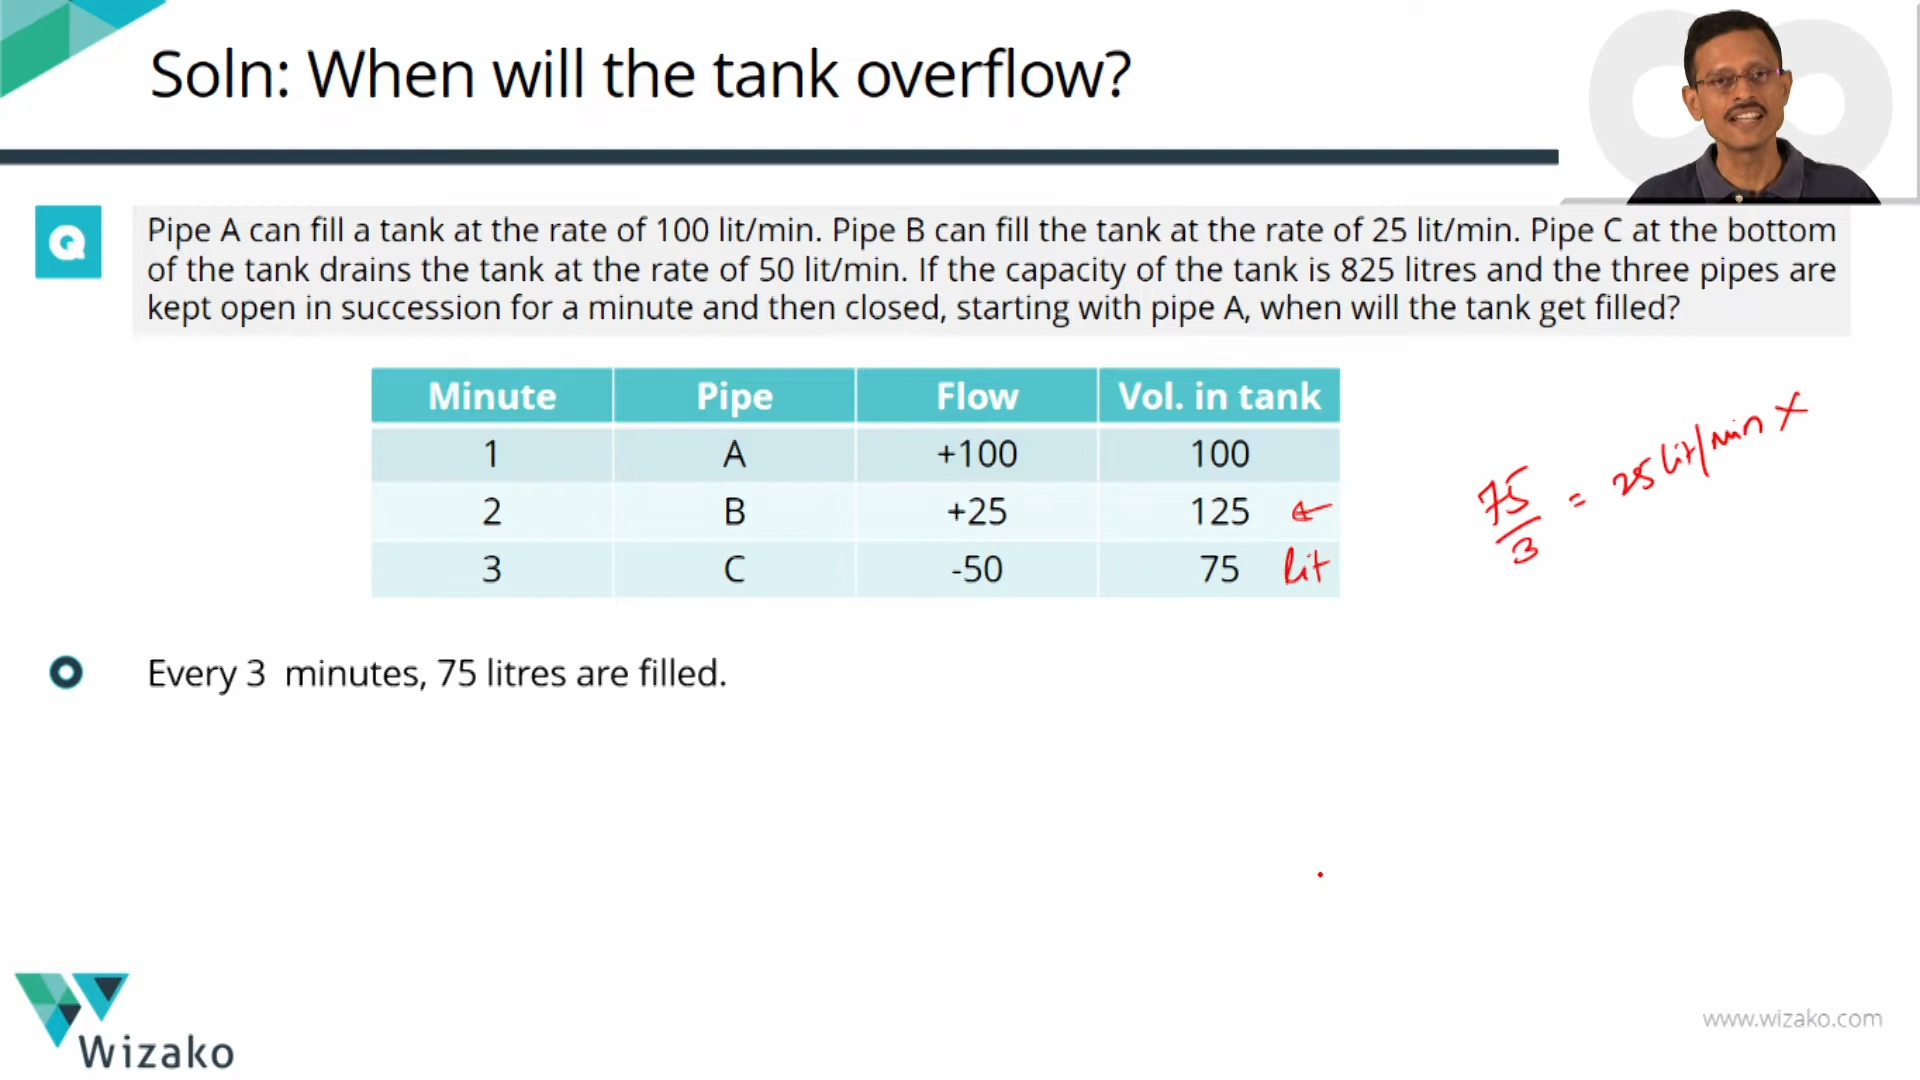 Soln: When will the tank overflow?
Q
Pipe A can fill a tank at the rate of 100 lit/min. Pipe B can fill the tank at the rate of 25 lit/min. Pipe C at the bottom
of the tank drains the tank at the rate of 50 lit/min. If the capacity of the tank is 825 litres and the three pipes are
kept open in succession for a minute and then closed, starting with pipe A, when will the tank get filled?
Minute Pipe Flow Vol. in tank
1 A +100 100
2 B +25 125 ←
3 C -50 75 lit
75/3 = 25 lit/min X
Every 3 minutes, 75 litres are filled.
Wizako
www.wizako.com